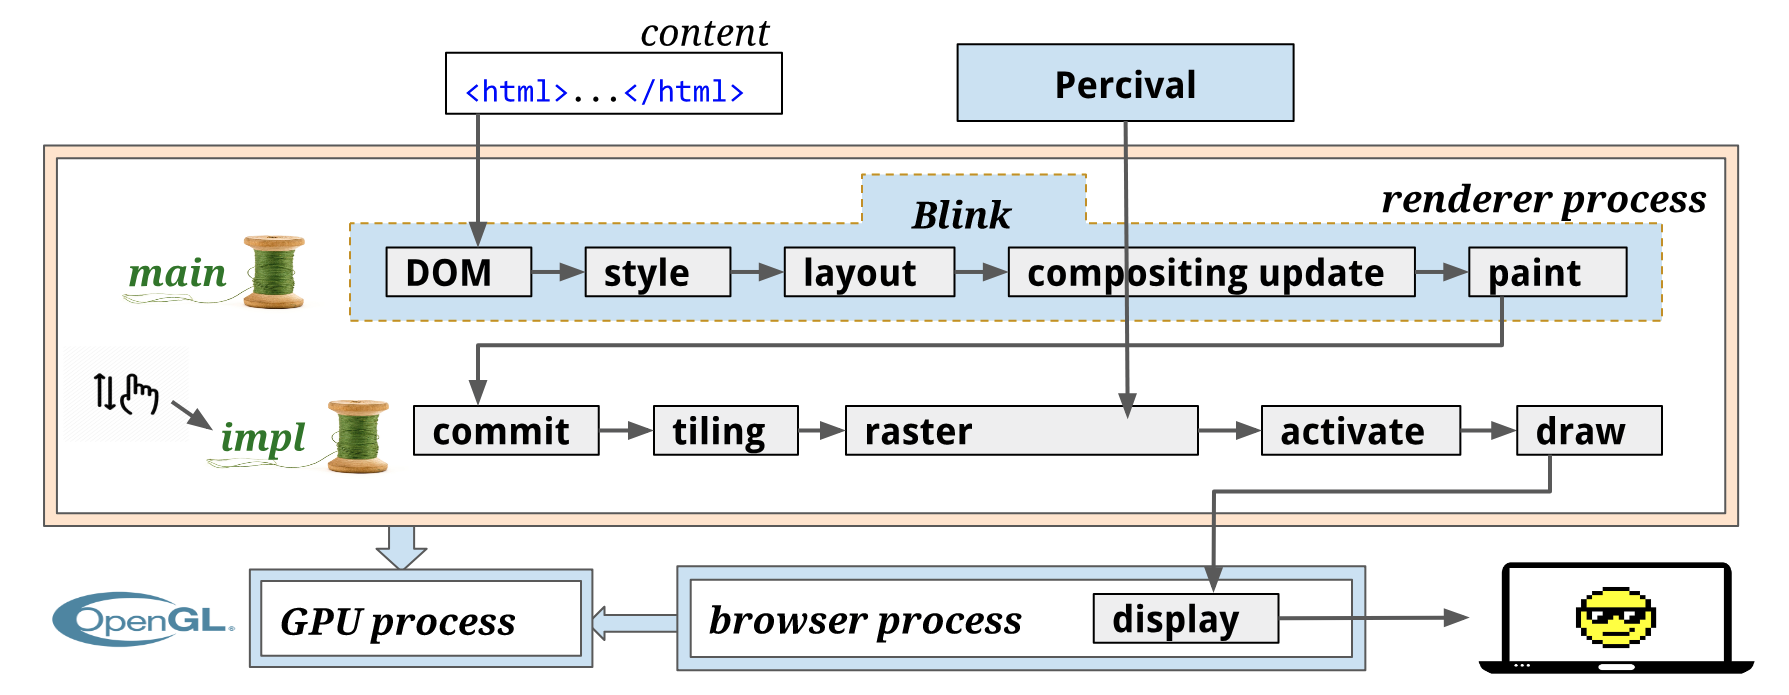 content
<html>...</html>
Percival
renderer process
Blink
main
DOM
style
layout
compositing update
paint
impl
commit
tiling
raster
activate
draw
OpenGL®
GPU process
browser process
display